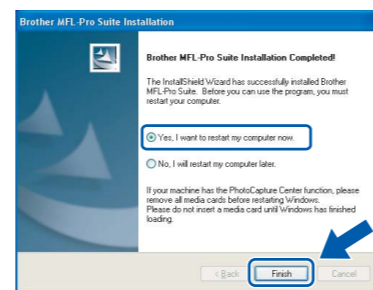 Brother MFL-Pro Suite Installation
Brother MFL-Pro Suite Installation Completed!
The InstallShield Wizard has successfully installed Brother
MFL-Pro Suite. Before you can use the program, you must
restart your computer.
Yes, I want to restart my computer now.
No, I will restart my computer later.
If your machine has the PhotoCapture Center function, please
remove all media cards before restarting Windows.
Please do not insert a media card until Windows has finished
loading.
< Back Finish Cancel